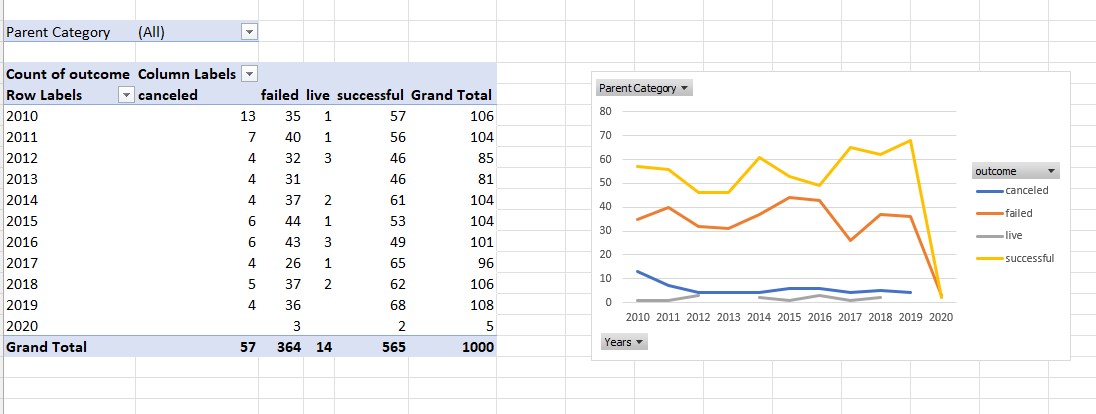 Parent Category (All)
Count of outcome Column Labels
Row Labels canceled failed live successful Grand Total
2010 13 35 1 57 106
2011 7 40 1 56 104
2012 4 32 3 46 85
2013 4 31 46 81
2014 4 37 2 61 104
2015 6 44 1 53 104
2016 6 43 3 49 101
2017 4 26 1 65 96
2018 5 37 2 62 106
2019 4 36 68 108
2020 3 2 5
Grand Total 57 364 14 565 1000
Parent Category
80
70
60
50
40
30
20
10
0
2010 2011 2012 2013 2014 2015 2016 2017 2018 2019 2020
Years
outcome
canceled
failed
live
successful